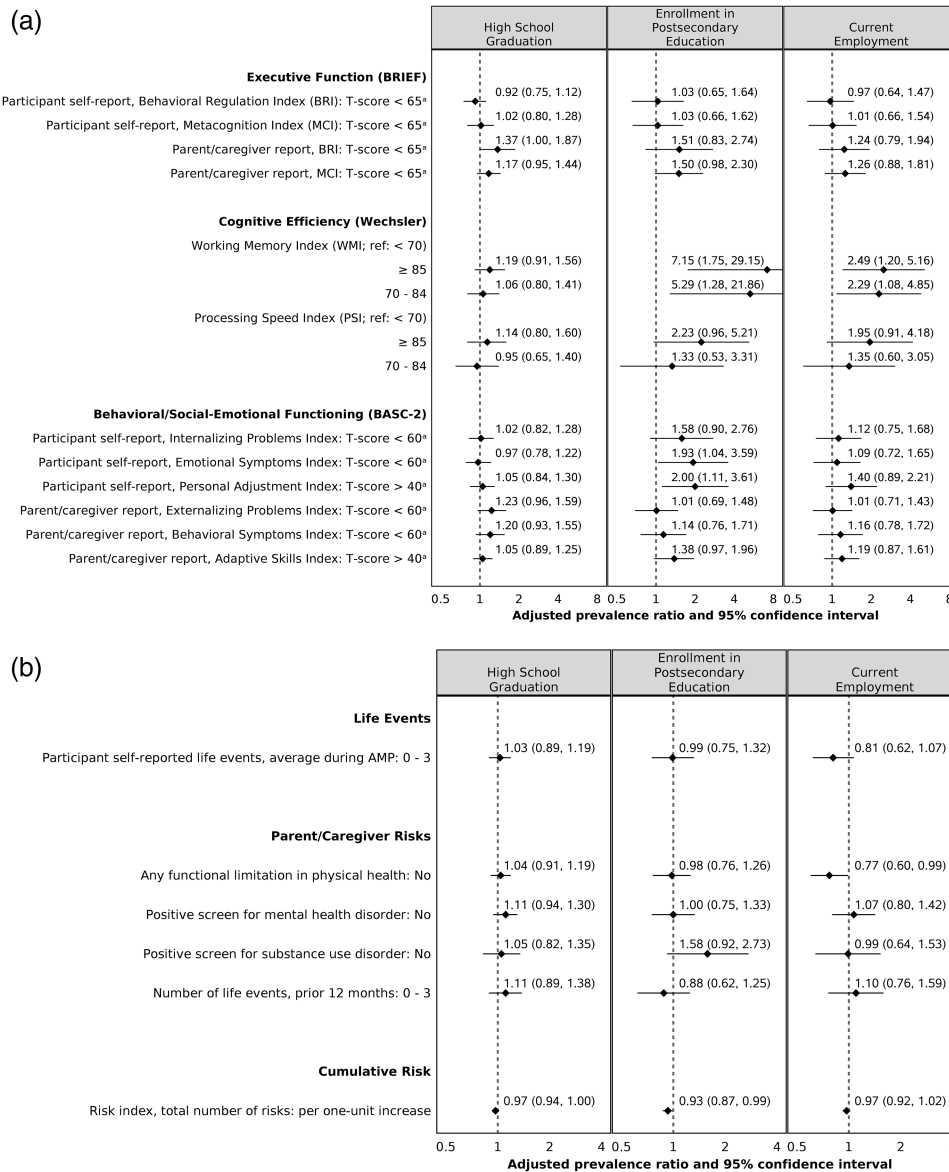 (a)
High School
Graduation
Enrollment in
Postsecondary
Education
Current
Employment
Executive Function (BRIEF)
Participant self-report, Behavioral Regulation Index (BRI): T-score < 65ᵃ 0.92 (0.75, 1.12) 1.03 (0.65, 1.64) 0.97 (0.64, 1.47)
Participant self-report, Metacognition Index (MCI): T-score < 65ᵃ 1.02 (0.80, 1.28) 1.03 (0.66, 1.62) 1.01 (0.66, 1.54)
Parent/caregiver report, BRI: T-score < 65ᵃ 1.37 (1.00, 1.87) 1.51 (0.83, 2.74) 1.24 (0.79, 1.94)
Parent/caregiver report, MCI: T-score < 65ᵃ 1.17 (0.95, 1.44) 1.50 (0.98, 2.30) 1.26 (0.88, 1.81)
Cognitive Efficiency (Wechsler)
Working Memory Index (WMI; ref: < 70)
≥ 85 1.19 (0.91, 1.56) 7.15 (1.75, 29.15) 2.49 (1.20, 5.16)
70 - 84 1.06 (0.80, 1.41) 5.29 (1.28, 21.86) 2.29 (1.08, 4.85)
Processing Speed Index (PSI; ref: < 70)
≥ 85 1.14 (0.80, 1.60) 2.23 (0.96, 5.21) 1.95 (0.91, 4.18)
70 - 84 0.95 (0.65, 1.40) 1.33 (0.53, 3.31) 1.35 (0.60, 3.05)
Behavioral/Social-Emotional Functioning (BASC-2)
Participant self-report, Internalizing Problems Index: T-score < 60ᵃ 1.02 (0.82, 1.28) 1.58 (0.90, 2.76) 1.12 (0.75, 1.68)
Participant self-report, Emotional Symptoms Index: T-score < 60ᵃ 0.97 (0.78, 1.22) 1.93 (1.04, 3.59) 1.09 (0.72, 1.65)
Participant self-report, Personal Adjustment Index: T-score > 40ᵃ 1.05 (0.84, 1.30) 2.00 (1.11, 3.61) 1.40 (0.89, 2.21)
Parent/caregiver report, Externalizing Problems Index: T-score < 60ᵃ 1.23 (0.96, 1.59) 1.01 (0.69, 1.48) 1.01 (0.71, 1.43)
Parent/caregiver report, Behavioral Symptoms Index: T-score < 60ᵃ 1.20 (0.93, 1.55) 1.14 (0.76, 1.71) 1.16 (0.78, 1.72)
Parent/caregiver report, Adaptive Skills Index: T-score > 40ᵃ 1.05 (0.89, 1.25) 1.38 (0.97, 1.96) 1.19 (0.87, 1.61)
0.5 1 2 4 8 0.5 1 2 4 8 0.5 1 2 4 8
Adjusted prevalence ratio and 95% confidence interval
(b)
High School
Graduation
Enrollment in
Postsecondary
Education
Current
Employment
Life Events
Participant self-reported life events, average during AMP: 0 - 3 1.03 (0.89, 1.19) 0.99 (0.75, 1.32) 0.81 (0.62, 1.07)
Parent/Caregiver Risks
Any functional limitation in physical health: No 1.04 (0.91, 1.19) 0.98 (0.76, 1.26) 0.77 (0.60, 0.99)
Positive screen for mental health disorder: No 1.11 (0.94, 1.30) 1.00 (0.75, 1.33) 1.07 (0.80, 1.42)
Positive screen for substance use disorder: No 1.05 (0.82, 1.35) 1.58 (0.92, 2.73) 0.99 (0.64, 1.53)
Number of life events, prior 12 months: 0 - 3 1.11 (0.89, 1.38) 0.88 (0.62, 1.25) 1.10 (0.76, 1.59)
Cumulative Risk
Risk index, total number of risks: per one-unit increase 0.97 (0.94, 1.00) 0.93 (0.87, 0.99) 0.97 (0.92, 1.02)
0.5 1 2 4 0.5 1 2 4 0.5 1 2
Adjusted prevalence ratio and 95% confidence interval